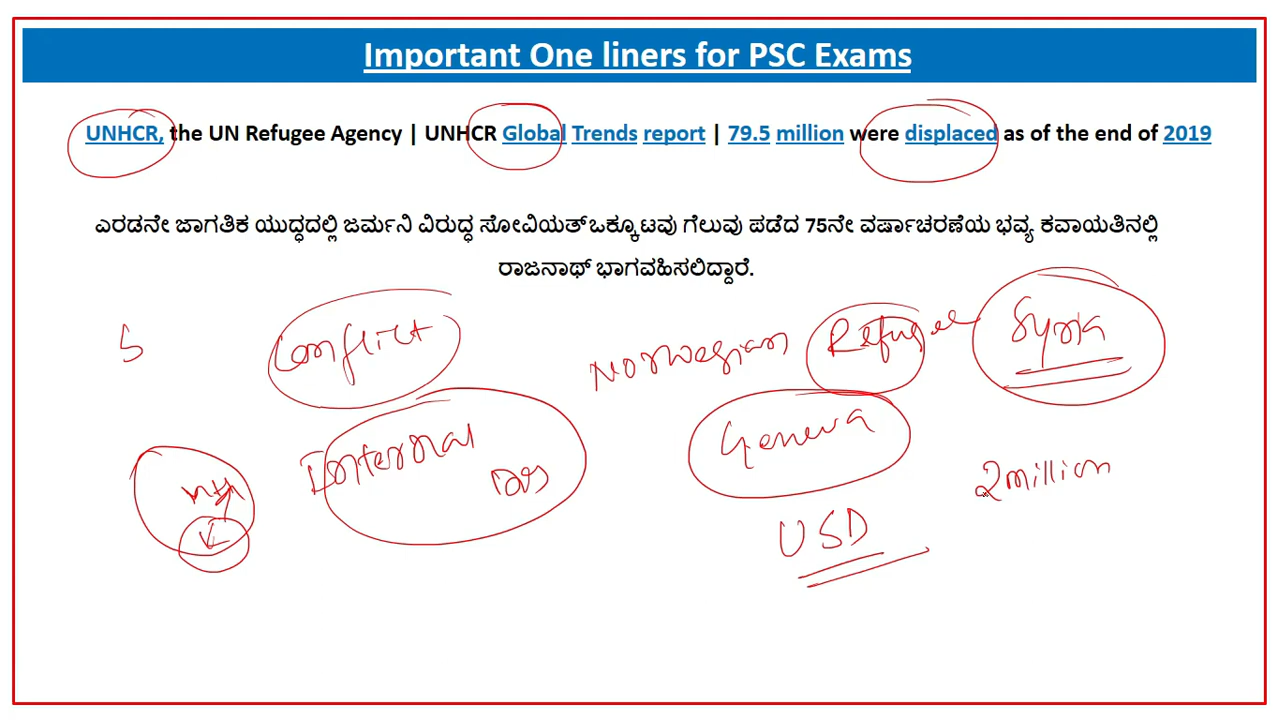 Important One liners for PSC Exams
UNHCR, the UN Refugee Agency | UNHCR Global Trends report | 79.5 million were displaced as of the end of 2019
ಎರಡನೇ ಜಾಗತಿಕ ಯುದ್ಧದಲ್ಲಿ ಜರ್ಮನಿ ವಿರುದ್ಧ ಸೋವಿಯತ್ ಒಕ್ಕೂಟವು ಗೆಲುವು ಪಡೆದ 75ನೇ ವರ್ಷಾಚರಣೆಯ ಭವ್ಯ ಕವಾಯತಿನಲ್ಲಿ
ರಾಜನಾಥ್ ಭಾಗವಹಿಸಲಿದ್ದಾರೆ.
5 Conflict Norwegian Refugee Syria
Internal Geneva
2 million
USD